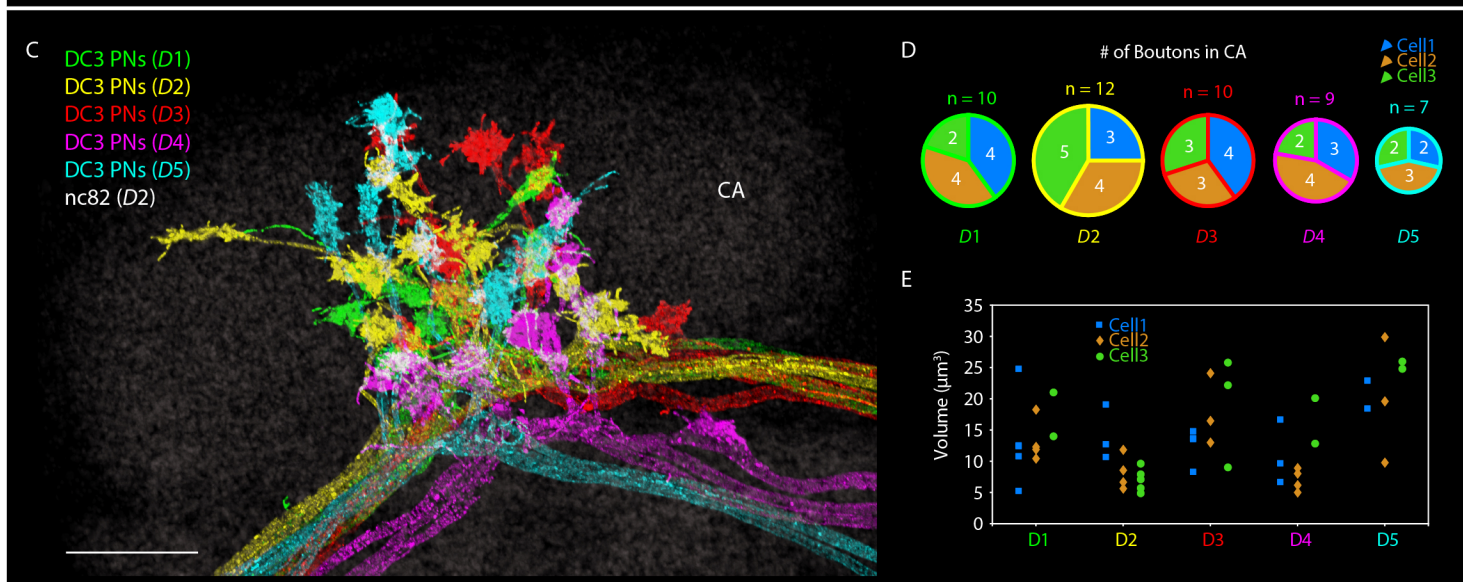 C
DC3 PNs (D1)
DC3 PNs (D2)
DC3 PNs (D3)
DC3 PNs (D4)
DC3 PNs (D5)
nc82 (D2)
CA
D
# of Boutons in CA
Cell1
Cell2
Cell3
n = 10
n = 12
n = 10
n = 9
n = 7
2 4 4
5 3 4
3 4 3
2 3 4
2 2 3
D1 D2 D3 D4 D5
E
Volume (μm³)
35
30
25
20
15
10
5
0
Cell1
Cell2
Cell3
D1 D2 D3 D4 D5